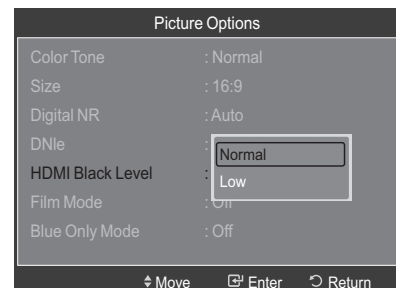 Picture Options
Color Tone : Normal
Size : 16:9
Digital NR : Auto
DNIe :
Normal
HDMI Black Level :
Low
Film Mode : Off
Blue Only Mode : Off
Move Enter Return